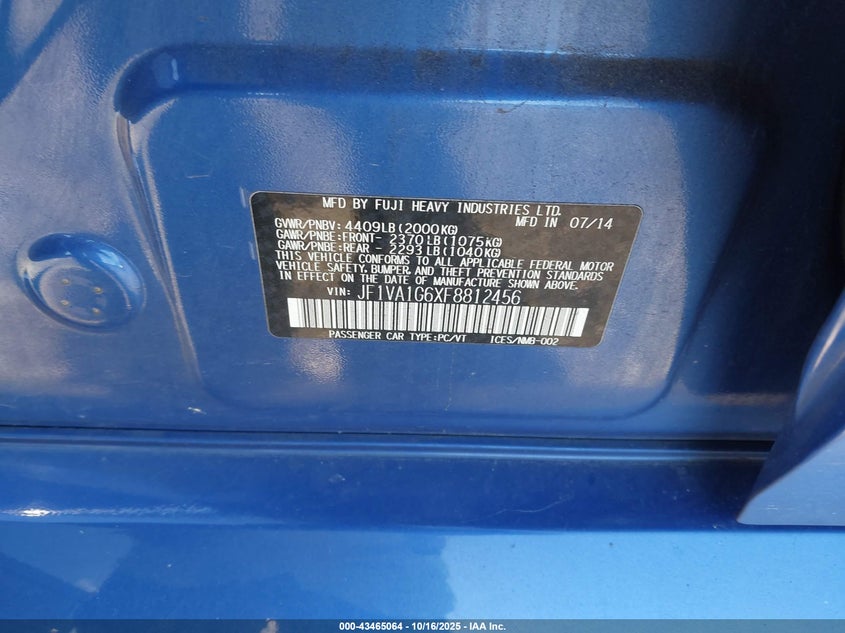 MFD BY FUJI HEAVY INDUSTRIES LTD.
MFD IN 07/14
GVWR/PNBV: 4409LB(2000KG)
GAWR/PNBE:FRONT- 2370LB(1075KG)
GAWR/PNBE:REAR - 2293LB(1040KG)
THIS VEHICLE CONFORMS TO ALL APPLICABLE FEDERAL MOTOR
VEHICLE SAFETY, BUMPER, AND THEFT PREVENTION STANDARDS
IN EFFECT ON THE DATE OF MANUFACTURE SHOWN ABOVE.
VIN: JF1VA1G6XF8812456
PASSENGER CAR TYPE:PC/VT ICES/NMB-002
000-43465064 - 10/16/2025 - IAA Inc.